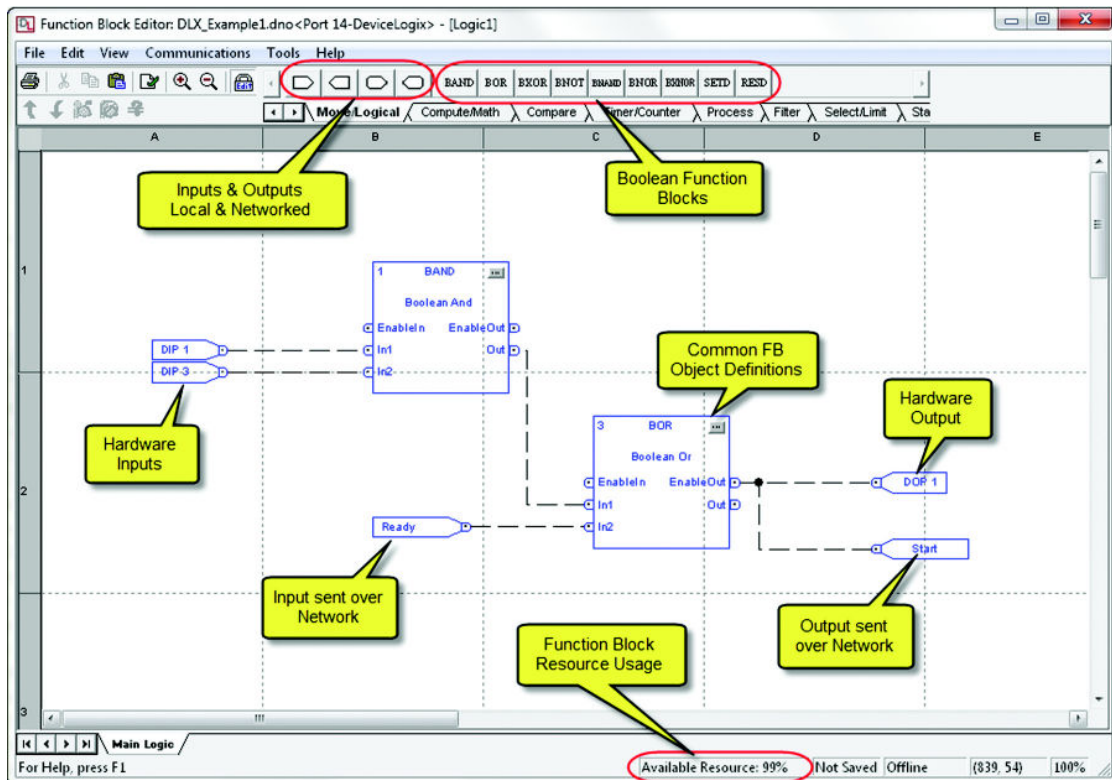 Function Block Editor: DLX_Example1.dno<Port 14-DeviceLogix> - [Logic1]
File Edit View Communications Tools Help
BAND BOR BXOR BNOT BNAND BNOR BXNOR SETD RESD
Edit
Move/Logical Compute/Math Compare Timer/Counter Process Filter Select/Limit Sta
A B C D E
Inputs & Outputs
Local & Networked
Boolean Function
Blocks
1
1 BAND
Boolean And
EnableIn EnableOut
In1 Out
In2
DIP 1
DIP 3
Hardware
Inputs
Common FB
Object Definitions
Hardware
Output
2
3 BOR
Boolean Or
EnableIn EnableOut
In1 Out
In2
DOP 1
Ready
Start
Input sent over
Network
Output sent
over Network
Function Block
Resource Usage
3
Main Logic
For Help, press F1
Available Resource: 99% Not Saved Offline (839, 54) 100%